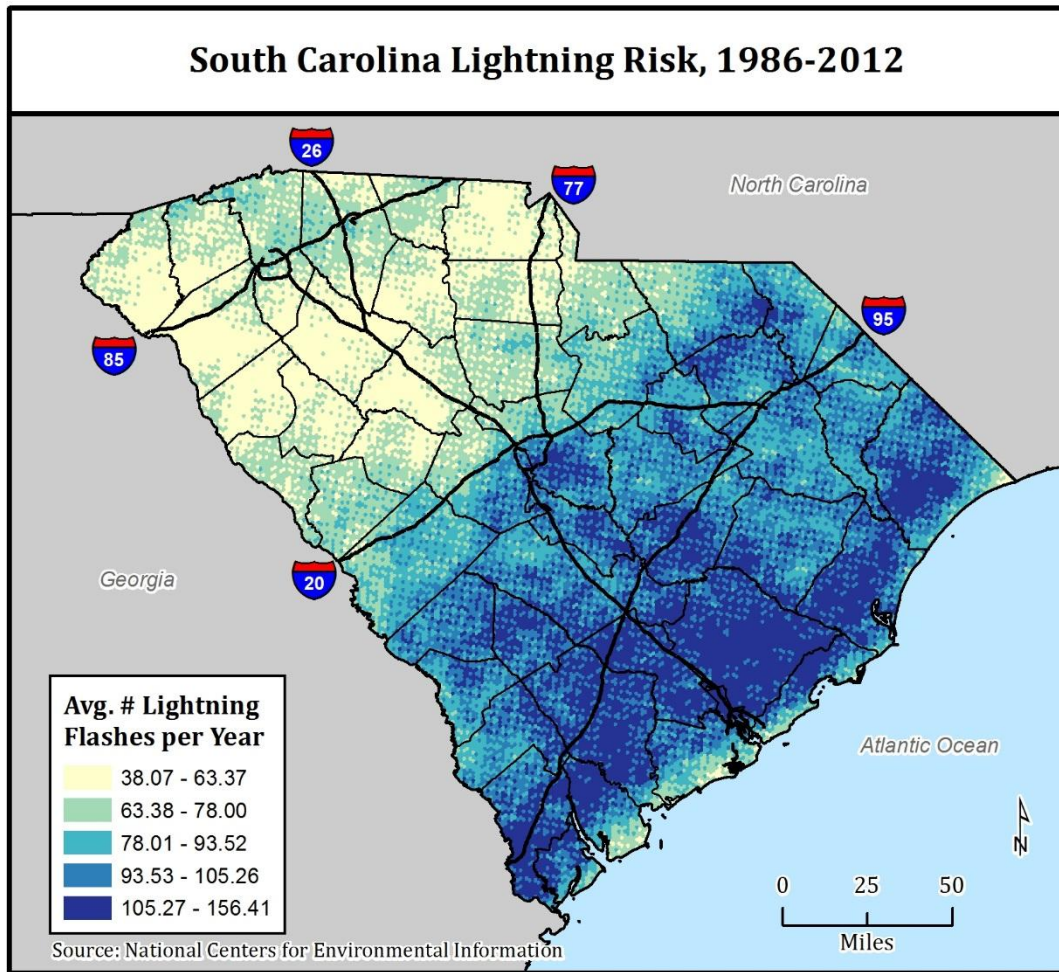 South Carolina Lightning Risk, 1986-2012
26
77
North Carolina
95
85
20
Georgia
Avg. # Lightning
Flashes per Year
38.07 - 63.37
63.38 - 78.00
78.01 - 93.52
93.53 - 105.26
105.27 - 156.41
Atlantic Ocean
N
0 25 50
Miles
Source: National Centers for Environmental Information